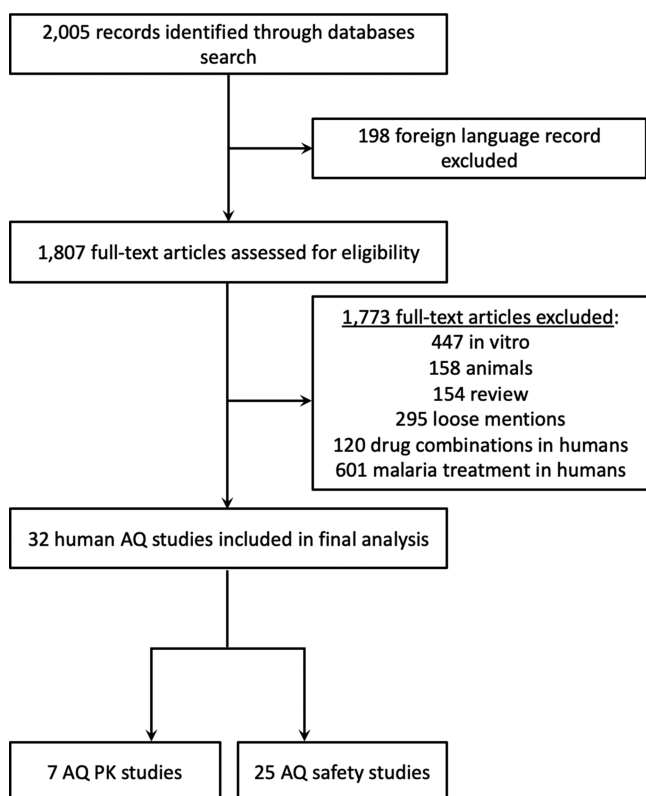 2,005 records identified through databases
search
198 foreign language record
excluded
1,807 full-text articles assessed for eligibility
1,773 full-text articles excluded:
447 in vitro
158 animals
154 review
295 loose mentions
120 drug combinations in humans
601 malaria treatment in humans
32 human AQ studies included in final analysis
7 AQ PK studies
25 AQ safety studies